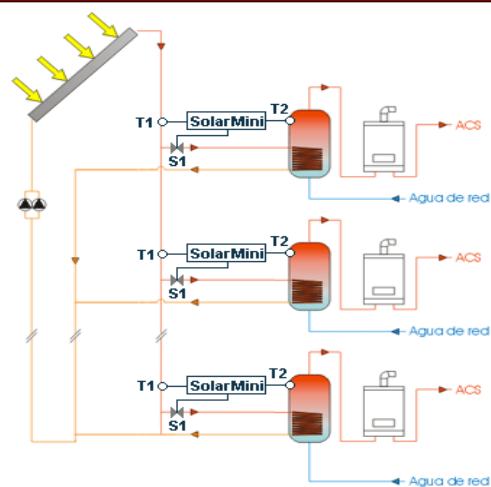 T1 SolarMini T2
S1
ACS
Agua de red
T1 SolarMini T2
S1
ACS
Agua de red
T1 SolarMini T2
S1
ACS
Agua de red